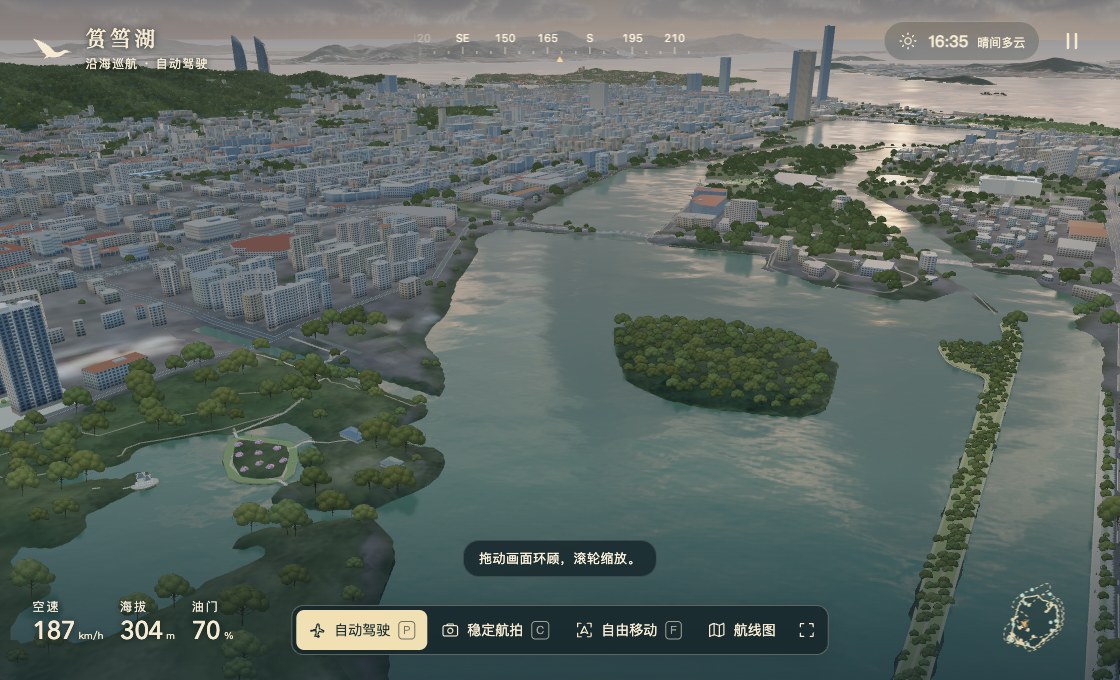 筼筜湖
沿海巡航 · 自动驾驶
120 SE 150 165 S 195 210
16:35 晴间多云
拖动画面环顾，滚轮缩放。
空速 海拔 油门
187 km/h 304 m 70 %
自动驾驶 P 稳定航拍 C 自由移动 F 航线图